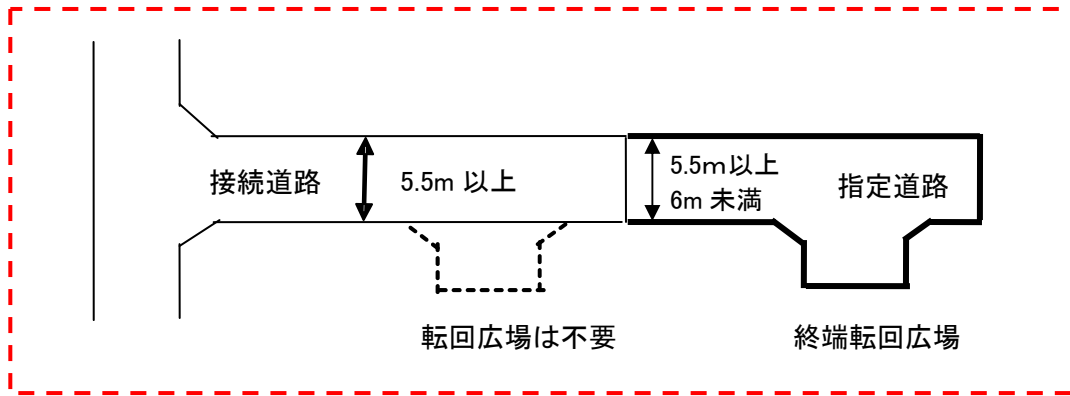 接続道路
5.5m 以上
5.5m以上
6m 未満
指定道路
転回広場は不要
終端転回広場